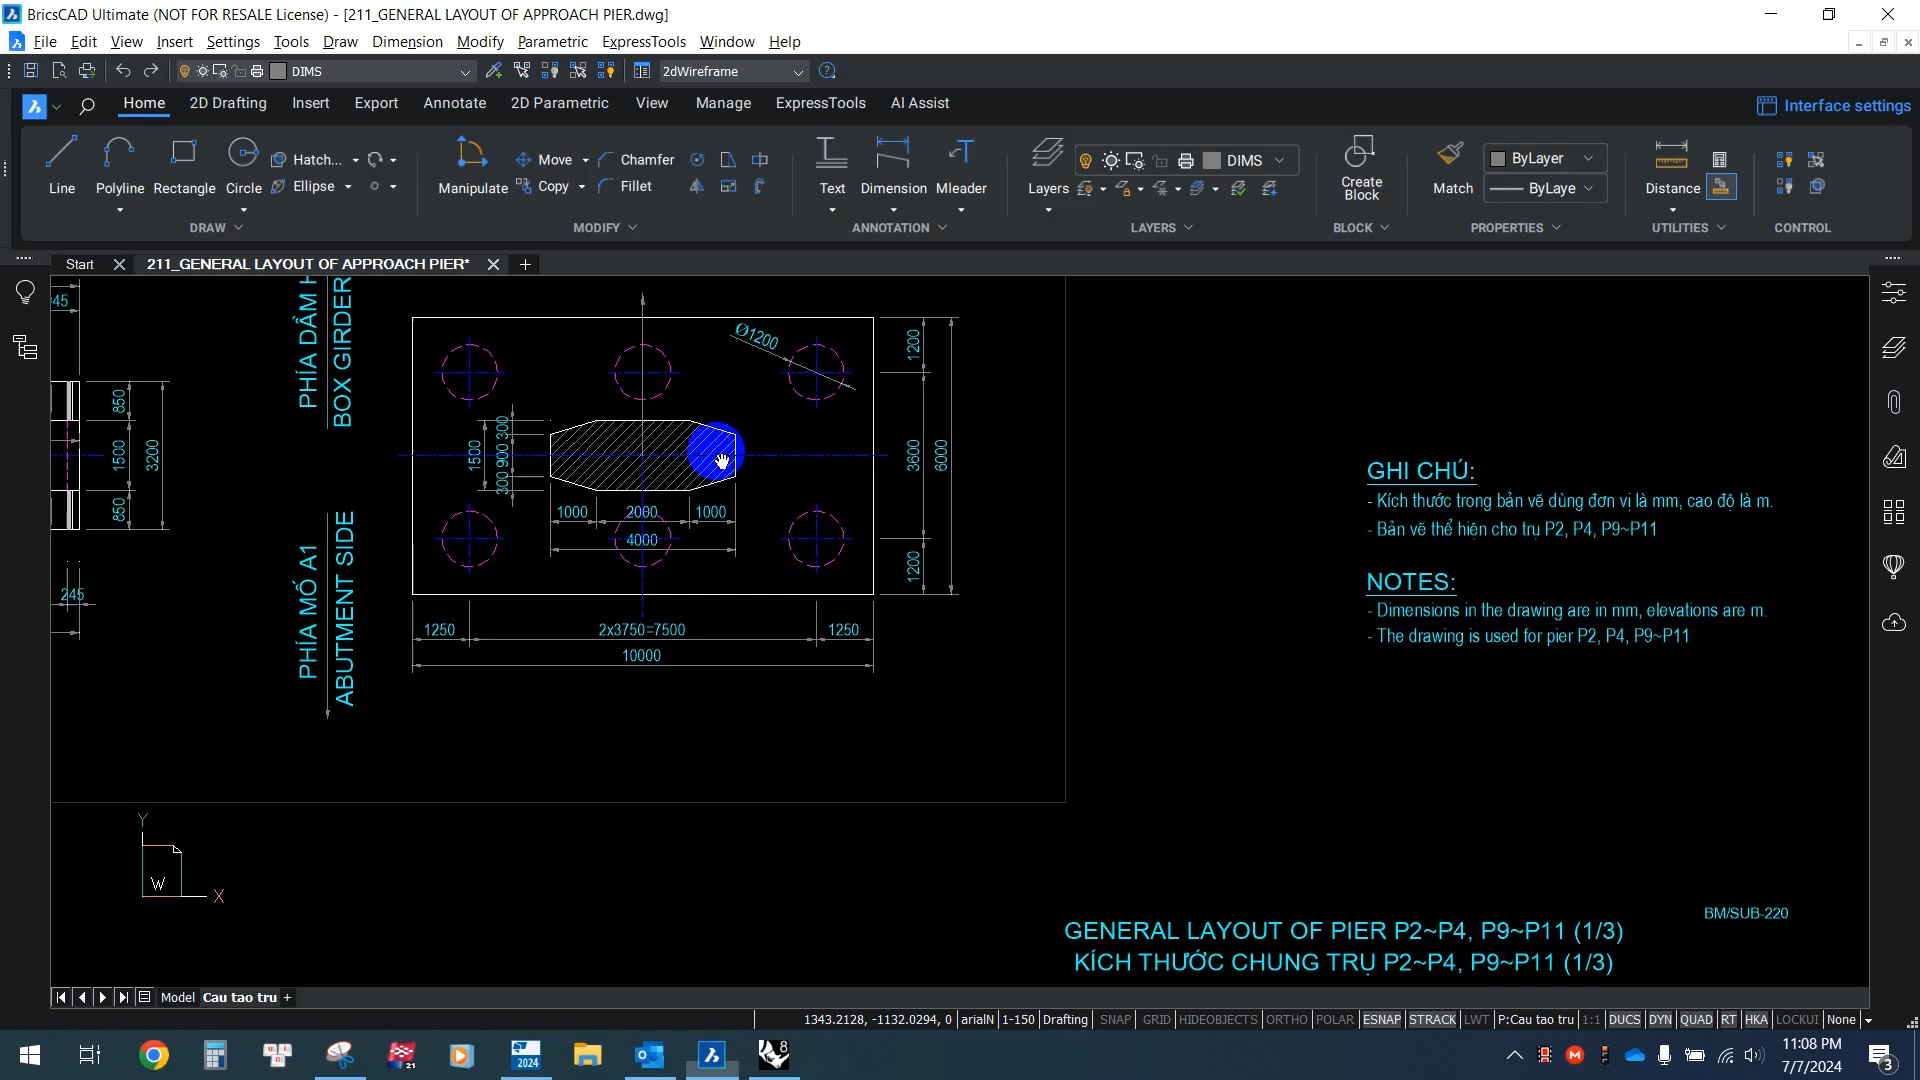 BricsCAD Ultimate (NOT FOR RESALE License) - [211_GENERAL LAYOUT OF APPROACH PIER.dwg]
File Edit View Insert Settings Tools Draw Dimension Modify Parametric ExpressTools Window Help
DIMS 2dWireframe
Home 2D Drafting Insert Export Annotate 2D Parametric View Manage ExpressTools AI Assist Interface settings
Hatch... Move Chamfer DIMS ByLayer
Line Polyline Rectangle Circle Ellipse Manipulate Copy Fillet Text Dimension Mleader Layers Create Block Match ByLaye Distance
DRAW MODIFY ANNOTATION LAYERS BLOCK PROPERTIES UTILITIES CONTROL
Start 211_GENERAL LAYOUT OF APPROACH PIER*
45
850
1500
3200
850
245
PHÍA DẦM H
BOX GIRDER
PHÍA MỐ A1
ABUTMENT SIDE
Ø1200
1200
3600
6000
1200
300
900
1500
300
1000 2000 1000
4000
1250 2x3750=7500 1250
10000
GHI CHÚ:
- Kích thước trong bản vẽ dùng đơn vị là mm, cao độ là m.
- Bản vẽ thể hiện cho trụ P2, P4, P9~P11
NOTES:
- Dimensions in the drawing are in mm, elevations are m.
- The drawing is used for pier P2, P4, P9~P11
Y
W
X
BM/SUB-220
GENERAL LAYOUT OF PIER P2~P4, P9~P11 (1/3)
KÍCH THƯỚC CHUNG TRỤ P2~P4, P9~P11 (1/3)
Model Cau tao tru +
1343.2128, -1132.0294, 0 arialN 1-150 Drafting SNAP GRID HIDEOBJECTS ORTHO POLAR ESNAP STRACK LWT P:Cau tao tru 1:1 DUCS DYN QUAD RT HKA LOCKUI None
21 2024 8
11:08 PM
7/7/2024
3